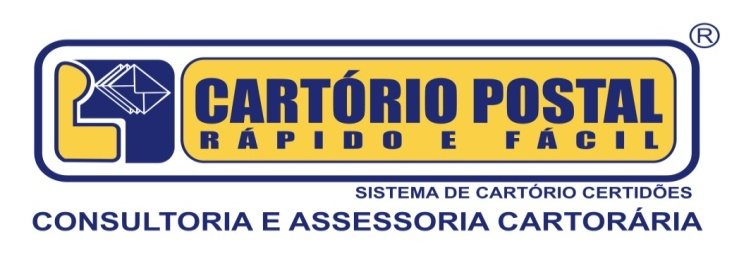 ®
CARTÓRIO POSTAL
RÁPIDO E FÁCIL
SISTEMA DE CARTÓRIO CERTIDÕES
CONSULTORIA E ASSESSORIA CARTORÁRIA